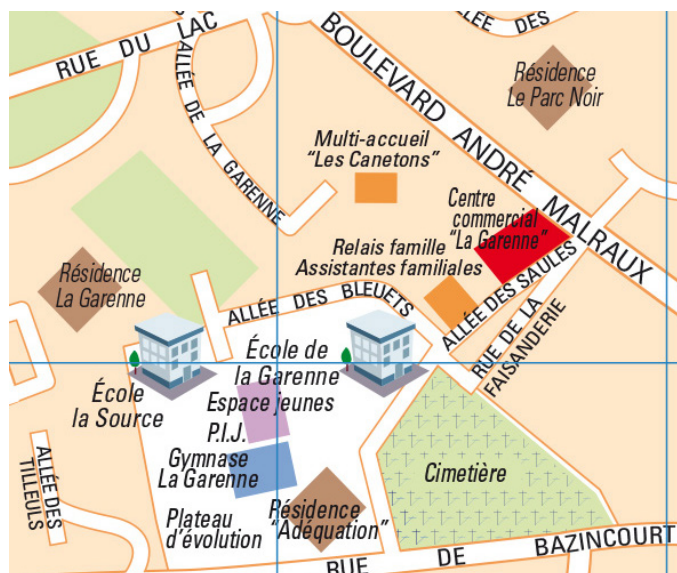 RUE DU LAC
ALLÉE DE LA GARENNE
BOULEVARD ANDRÉ MALRAUX
ALLÉE DES
Résidence
Le Parc Noir
Multi-accueil
"Les Canetons"
Centre
commercial
"La Garenne"
Relais famille
Assistantes familiales
Résidence
La Garenne
ALLÉE DES BLEUETS
ALLÉE DES SAULES
RUE DE LA
FAISANDERIE
École
la Source
École de
la Garenne
Espace jeunes
P.I.J.
Gymnase
La Garenne
Cimetière
ALLÉE DES
TILLEULS
Plateau
d'évolution
Résidence
"Adéquation"
RUE DE BAZINCOURT